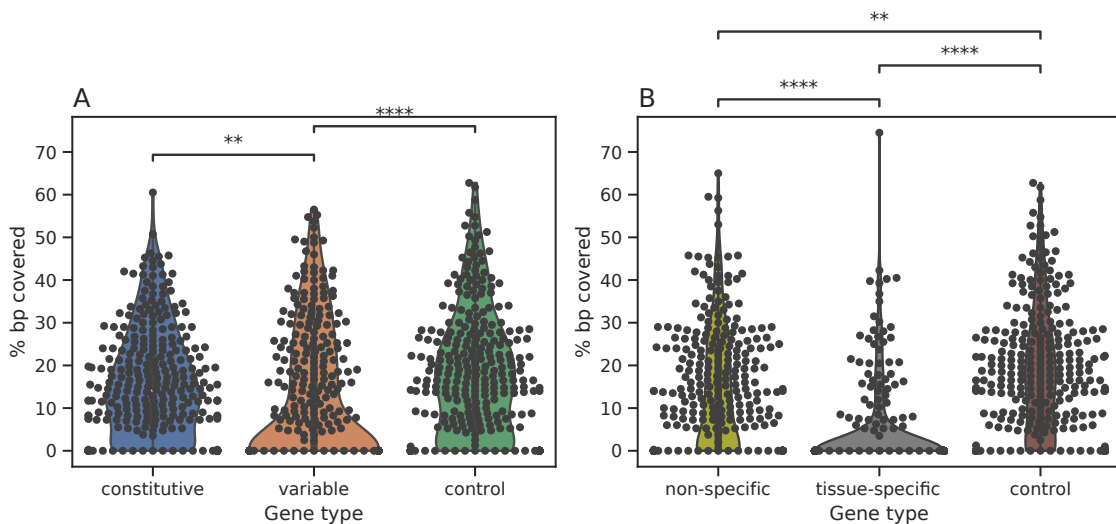 A
**
****
% bp covered
70
60
50
40
30
20
10
0
constitutive
variable
control
Gene type
B
**
****
****
% bp covered
70
60
50
40
30
20
10
0
non-specific
tissue-specific
control
Gene type